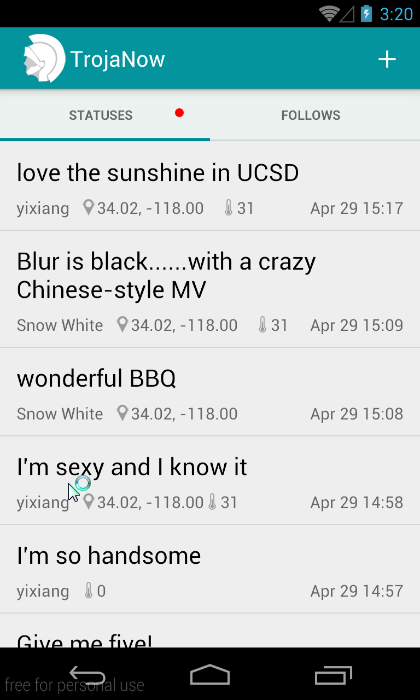 3:20
TrojaNow
STATUSES
FOLLOWS
love the sunshine in UCSD
yixiang 34.02, -118.00 31 Apr 29 15:17
Blur is black......with a crazy
Chinese-style MV
Snow White 34.02, -118.00 31 Apr 29 15:09
wonderful BBQ
Snow White 34.02, -118.00 Apr 29 15:08
I'm sexy and I know it
yixiang 34.02, -118.00 31 Apr 29 14:58
I'm so handsome
yixiang 0 Apr 29 14:57
Give me five!
free for personal use